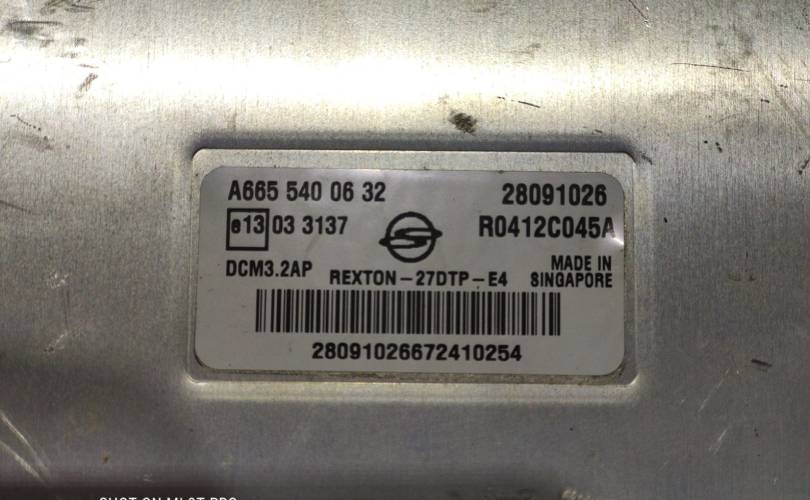 A665 540 06 32 28091026
e13 03 3137 R0412C045A
DCM3.2AP REXTON-27DTP-E4 MADE IN SINGAPORE
28091026672410254